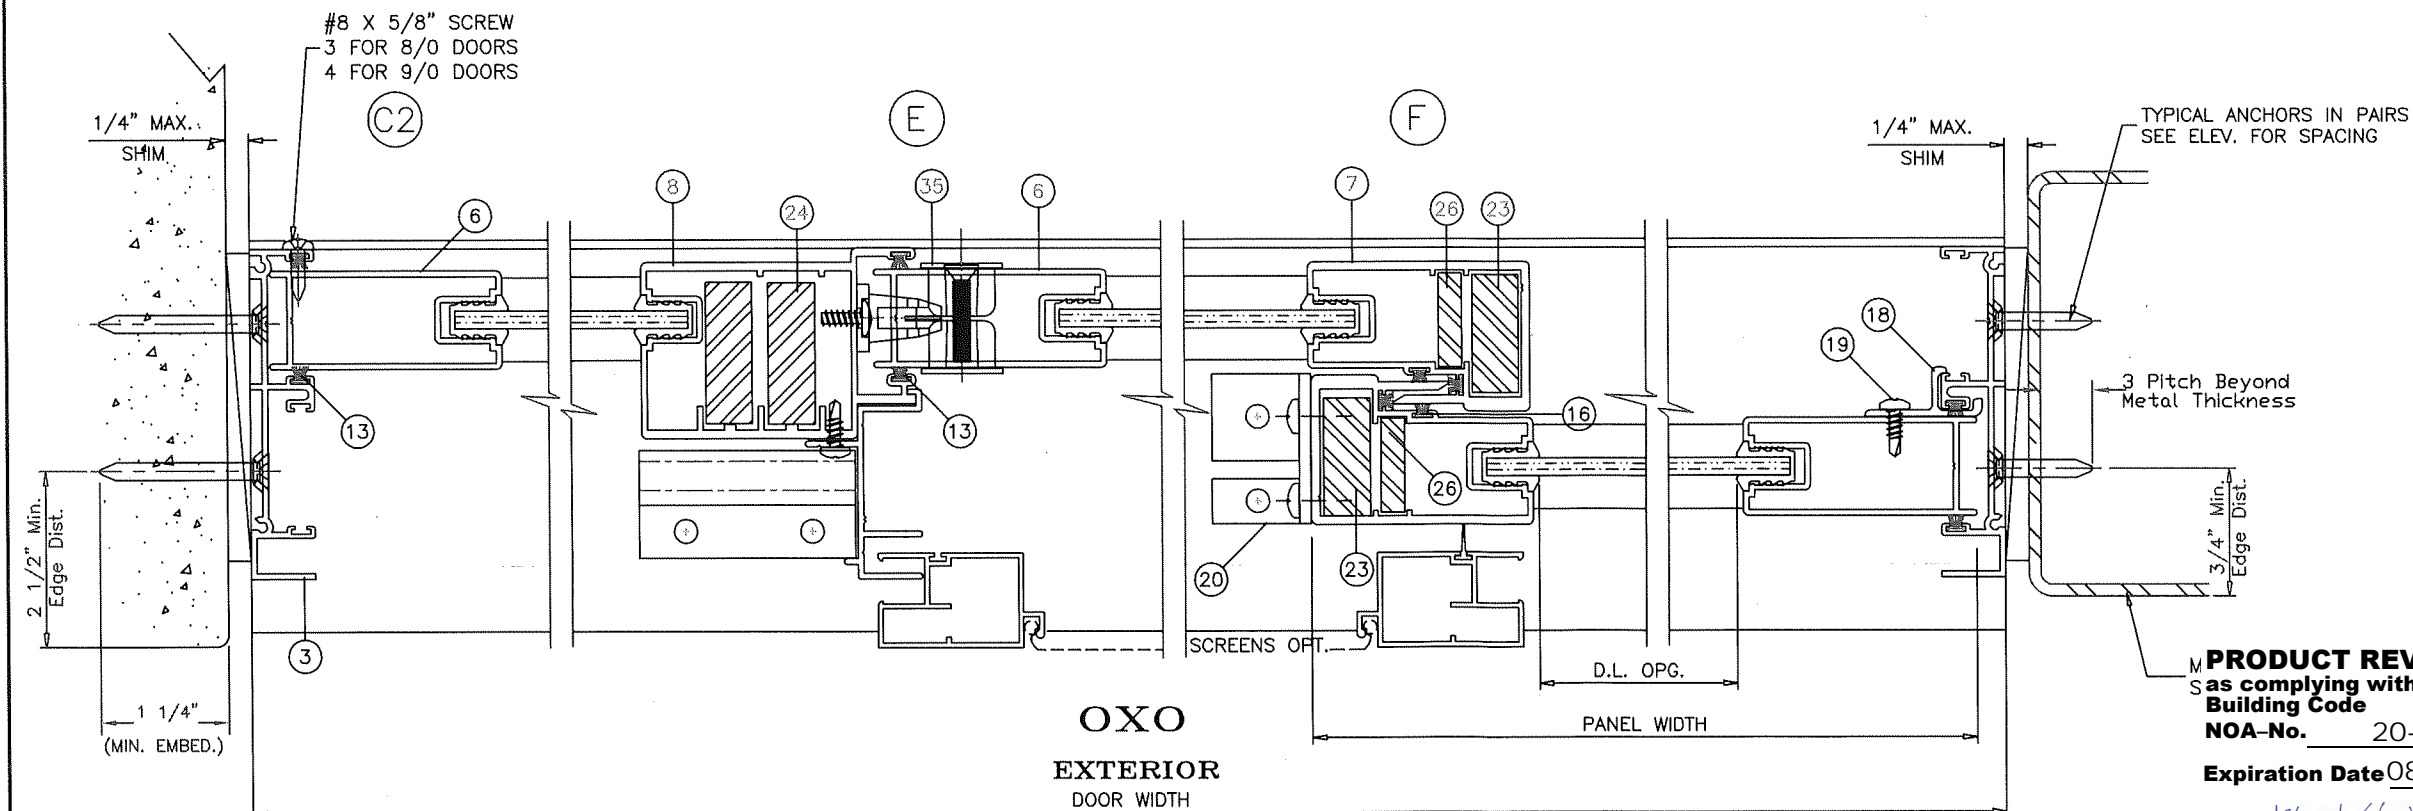 #8 X 5/8" SCREW
3 FOR 8/0 DOORS
4 FOR 9/0 DOORS
C2
E
F
1/4" MAX.
SHIM
1/4" MAX.
SHIM
TYPICAL ANCHORS IN PAIRS
SEE ELEV. FOR SPACING
6
8
24
35
6
7
26
23
18
19
3 Pitch Beyond
Metal Thickness
13
13
16
26
23
20
3
2 1/2" Min.
Edge Dist.
3/4" Min.
Edge Dist.
1 1/4"
(MIN. EMBED.)
SCREENS OPT.
D.L. OPG.
PANEL WIDTH
OXO
EXTERIOR
DOOR WIDTH
M
S
PRODUCT REV
as complying with
Building Code
NOA-No. 20-
Expiration Date 08